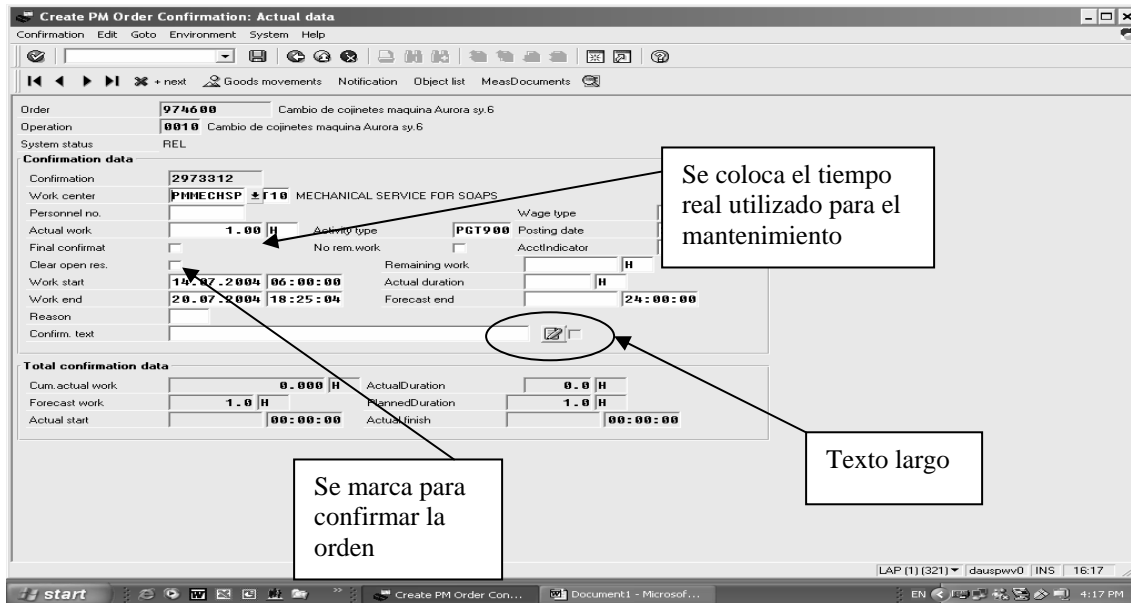 Create PM Order Confirmation: Actual data
Confirmation Edit Goto Environment System Help
+ next Goods movements Notification Object list MeasDocuments
Order 974600 Cambio de cojinetes maquina Aurora sy.6
Operation 0010 Cambio de cojinetes maquina Aurora sy.6
System status REL
Confirmation data
Confirmation 2973312
Work center PMMECHSP T10 MECHANICAL SERVICE FOR SOAPS
Personnel no. Wage type
Actual work 1.00 H Activity type PGT900 Posting date
Final confirmat No rem.work AcctIndicator
Clear open res. Remaining work H
Work start 14.07.2004 06:00:00 Actual duration H
Work end 20.07.2004 18:25:04 Forecast end 24:00:00
Reason
Confirm. text
Total confirmation data
Cum.actual work 0.000 H ActualDuration 0.0 H
Forecast work 1.0 H PlannedDuration 1.0 H
Actual start 00:00:00 Actual finish 00:00:00
Se coloca el tiempo
real utilizado para el
mantenimiento
Texto largo
Se marca para
confirmar la
orden
LAP (1) (321) dauspwv0 INS 16:17
start Create PM Order Con... Document1 - Microsof... EN 4:17 PM